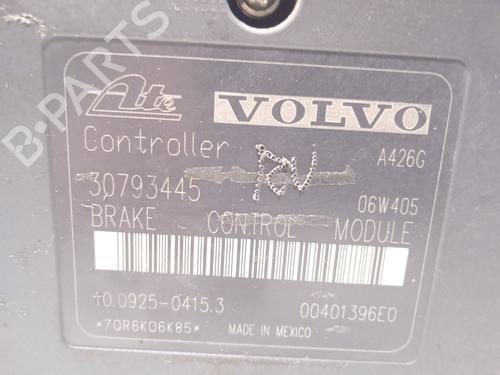 Ate VOLVO
Controller A426G
30793445 06W405
BRAKE CONTROL MODULE
10.0925-0415.3 00401396E0
*7QR6K06K85* MADE IN MEXICO
B-PARTS